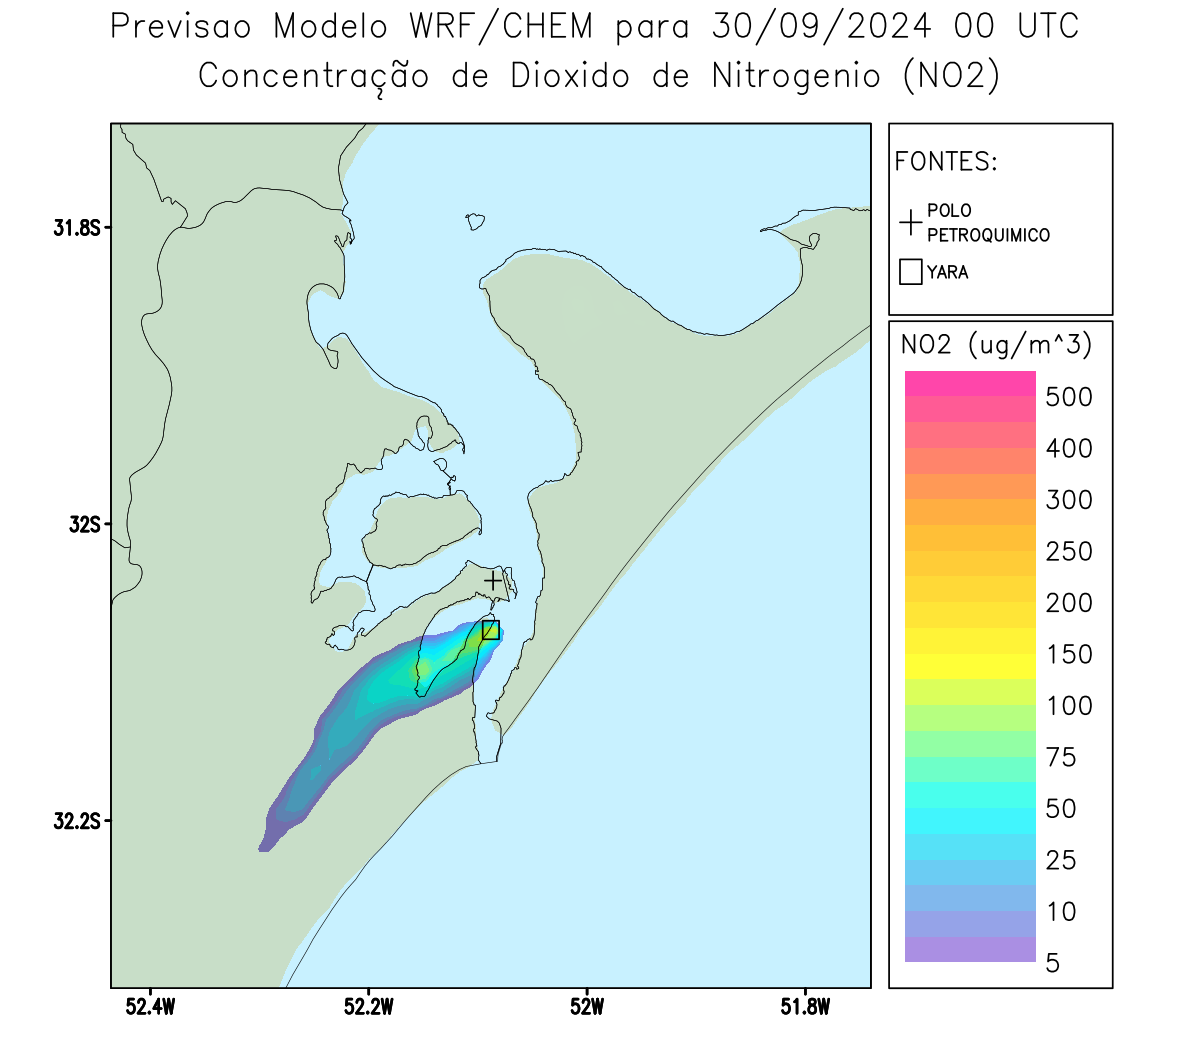 Previsao Modelo WRF/CHEM para 30/09/2024 00 UTC
Concentração de Dioxido de Nitrogenio (NO2)
FONTES:
POLO
PETROQUIMICO
YARA
NO2 (ug/m^3)
500
400
300
250
200
150
100
75
50
25
10
5
31.8S
32S
32.2S
52.4W
52.2W
52W
51.8W